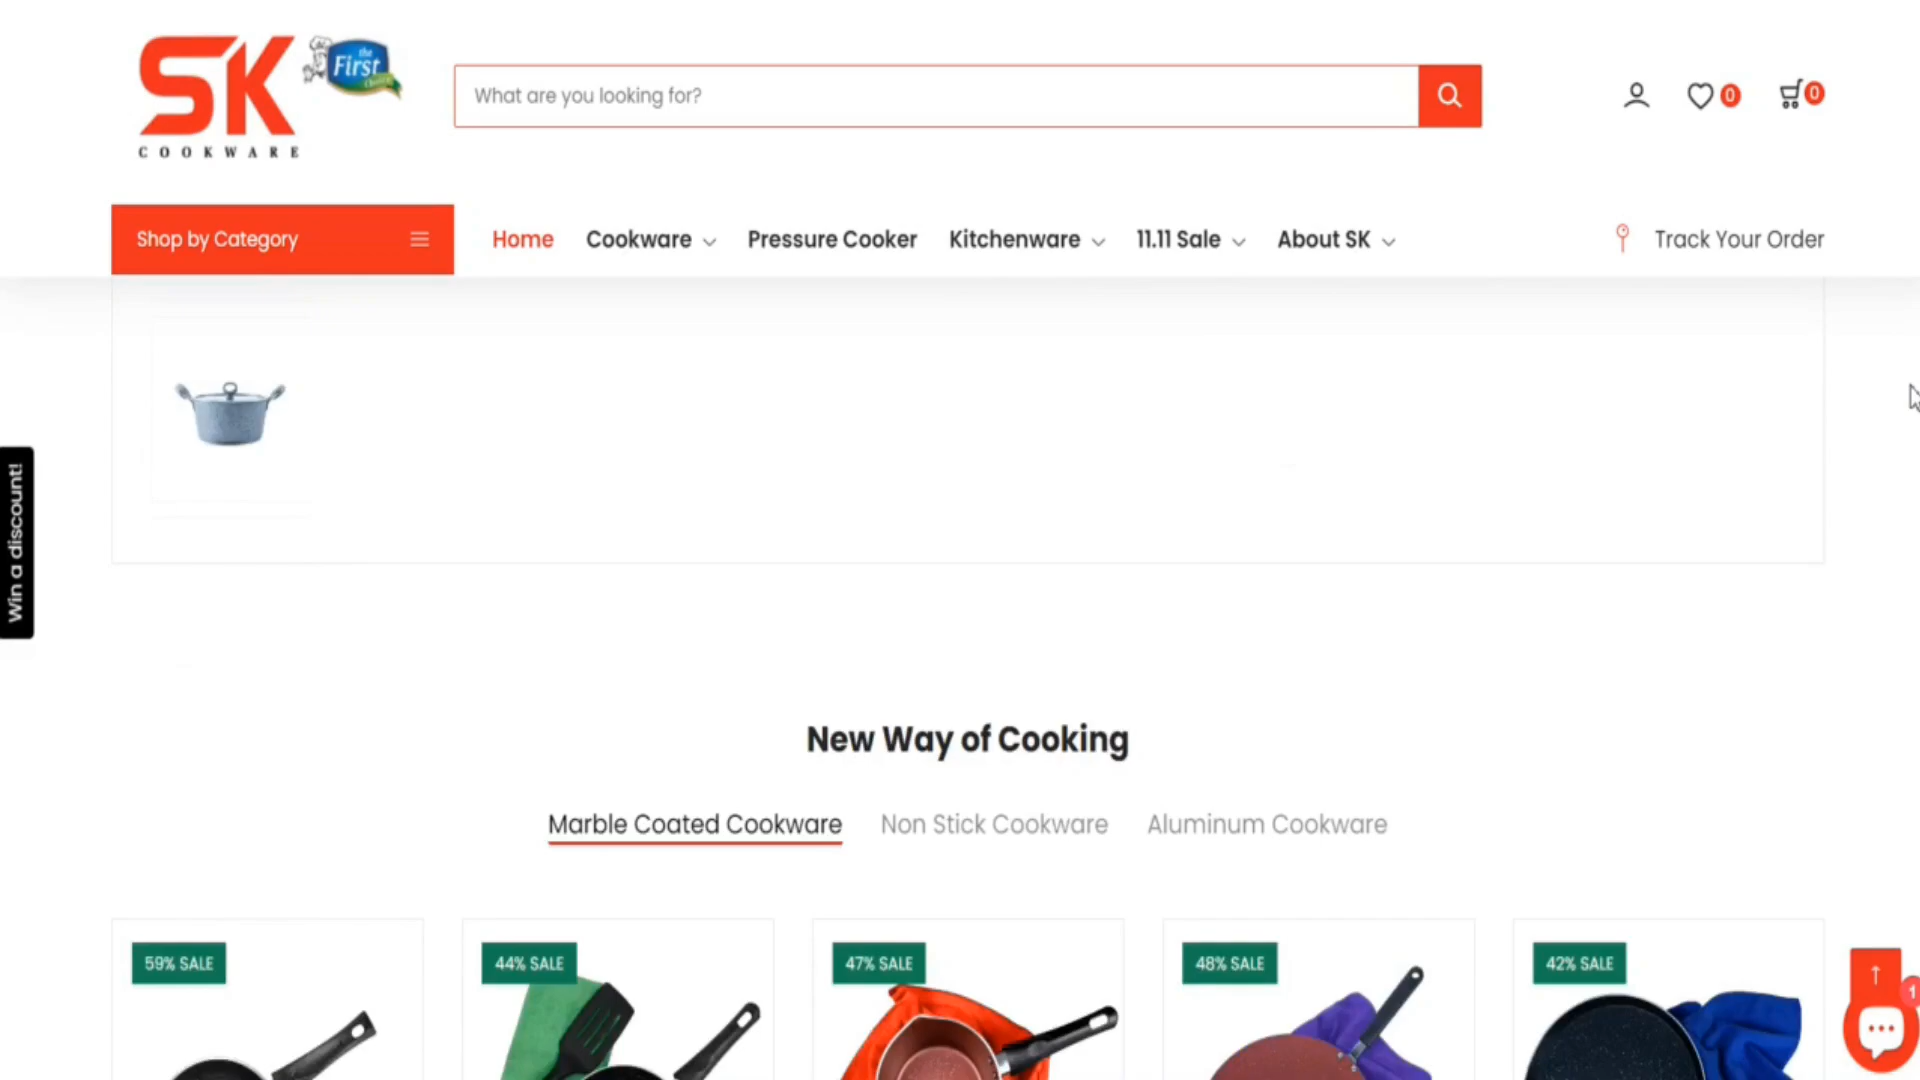 SK
COOKWARE
the
First
Choice
What are you looking for?
0
0
Shop by Category
Home
Cookware
Pressure Cooker
Kitchenware
11.11 Sale
About SK
Track Your Order
Win a discount!
New Way of Cooking
Marble Coated Cookware
Non Stick Cookware
Aluminum Cookware
59% SALE
44% SALE
47% SALE
48% SALE
42% SALE
1